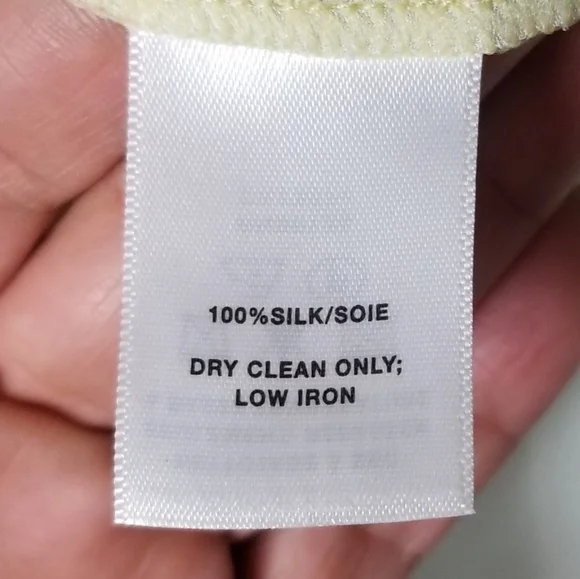 100%SILK/SOIE
DRY CLEAN ONLY;
LOW IRON